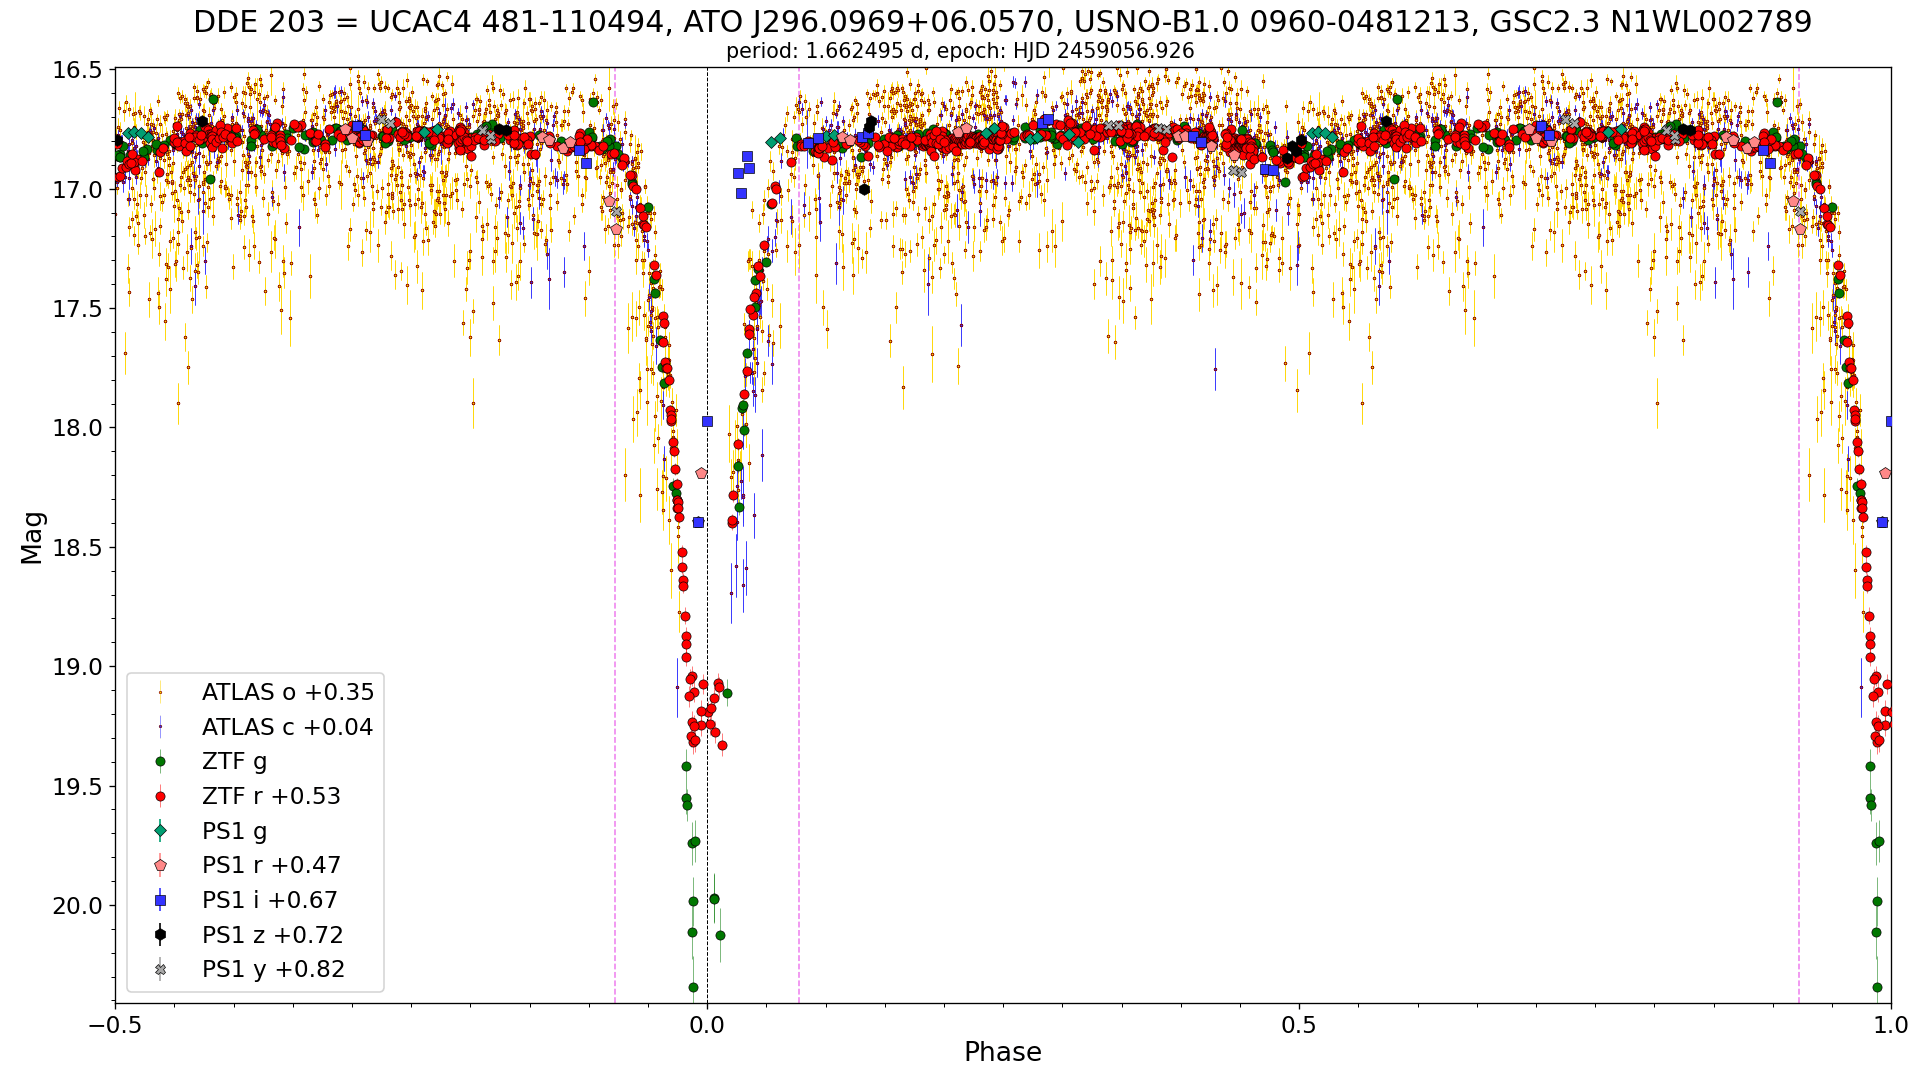 DDE 203 = UCAC4 481-110494, ATO J296.0969+06.0570, USNO-B1.0 0960-0481213, GSC2.3 N1WL002789
period: 1.662495 d, epoch: HJD 2459056.926
16.5
17.0
17.5
18.0
18.5
19.0
19.5
20.0
Mag
ATLAS o +0.35
ATLAS c +0.04
ZTF g
ZTF r +0.53
PS1 g
PS1 r +0.47
PS1 i +0.67
PS1 z +0.72
PS1 y +0.82
−0.5 0.0 0.5 1.0
Phase